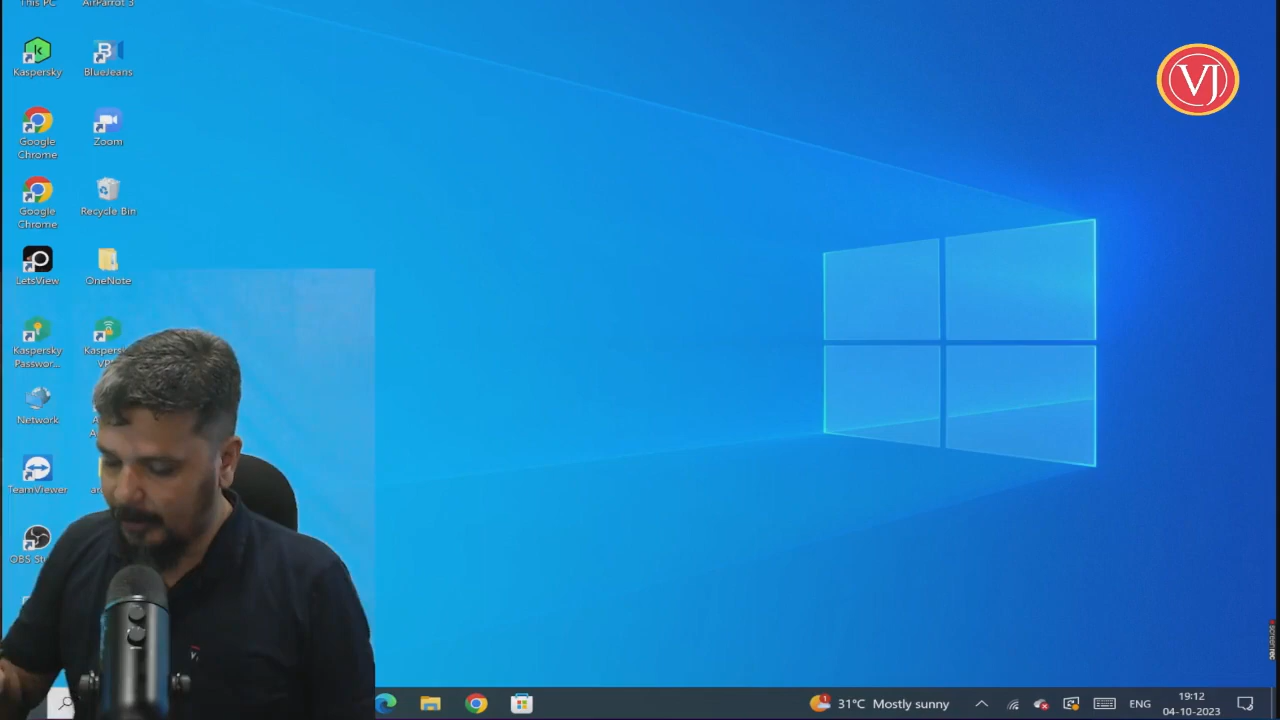 This PC
AirParrot 3
Kaspersky
BlueJeans
Google
Chrome
Zoom
Google
Chrome
Recycle Bin
LetsView
OneNote
Kaspersky
Passwor...
Network
TeamViewer
VJ
31°C Mostly sunny
ENG
19:12
04-10-2023